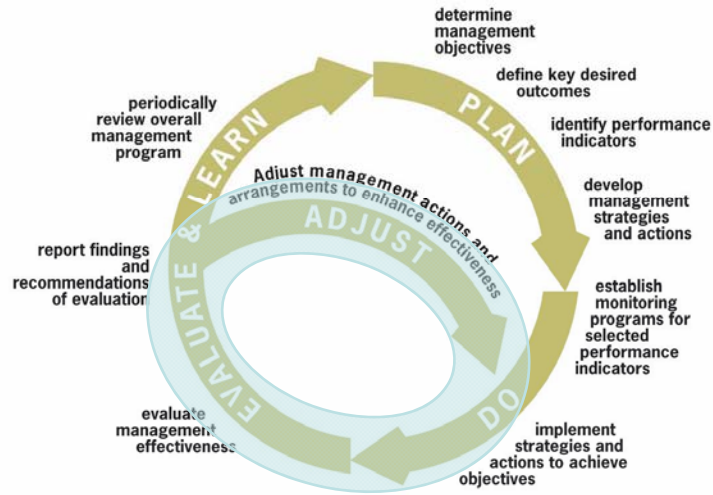 determine
management
objectives
define key desired
outcomes
PLAN
identify performance
indicators
develop
management
strategies
and actions
establish
monitoring
programs for
selected
performance
indicators
DO
implement
strategies and
actions to achieve
objectives
evaluate
management
effectiveness
EVALUATE & LEARN
report findings
and
recommendations
of evaluation
periodically
review overall
management
program
Adjust management actions and
arrangements to enhance effectiveness
ADJUST